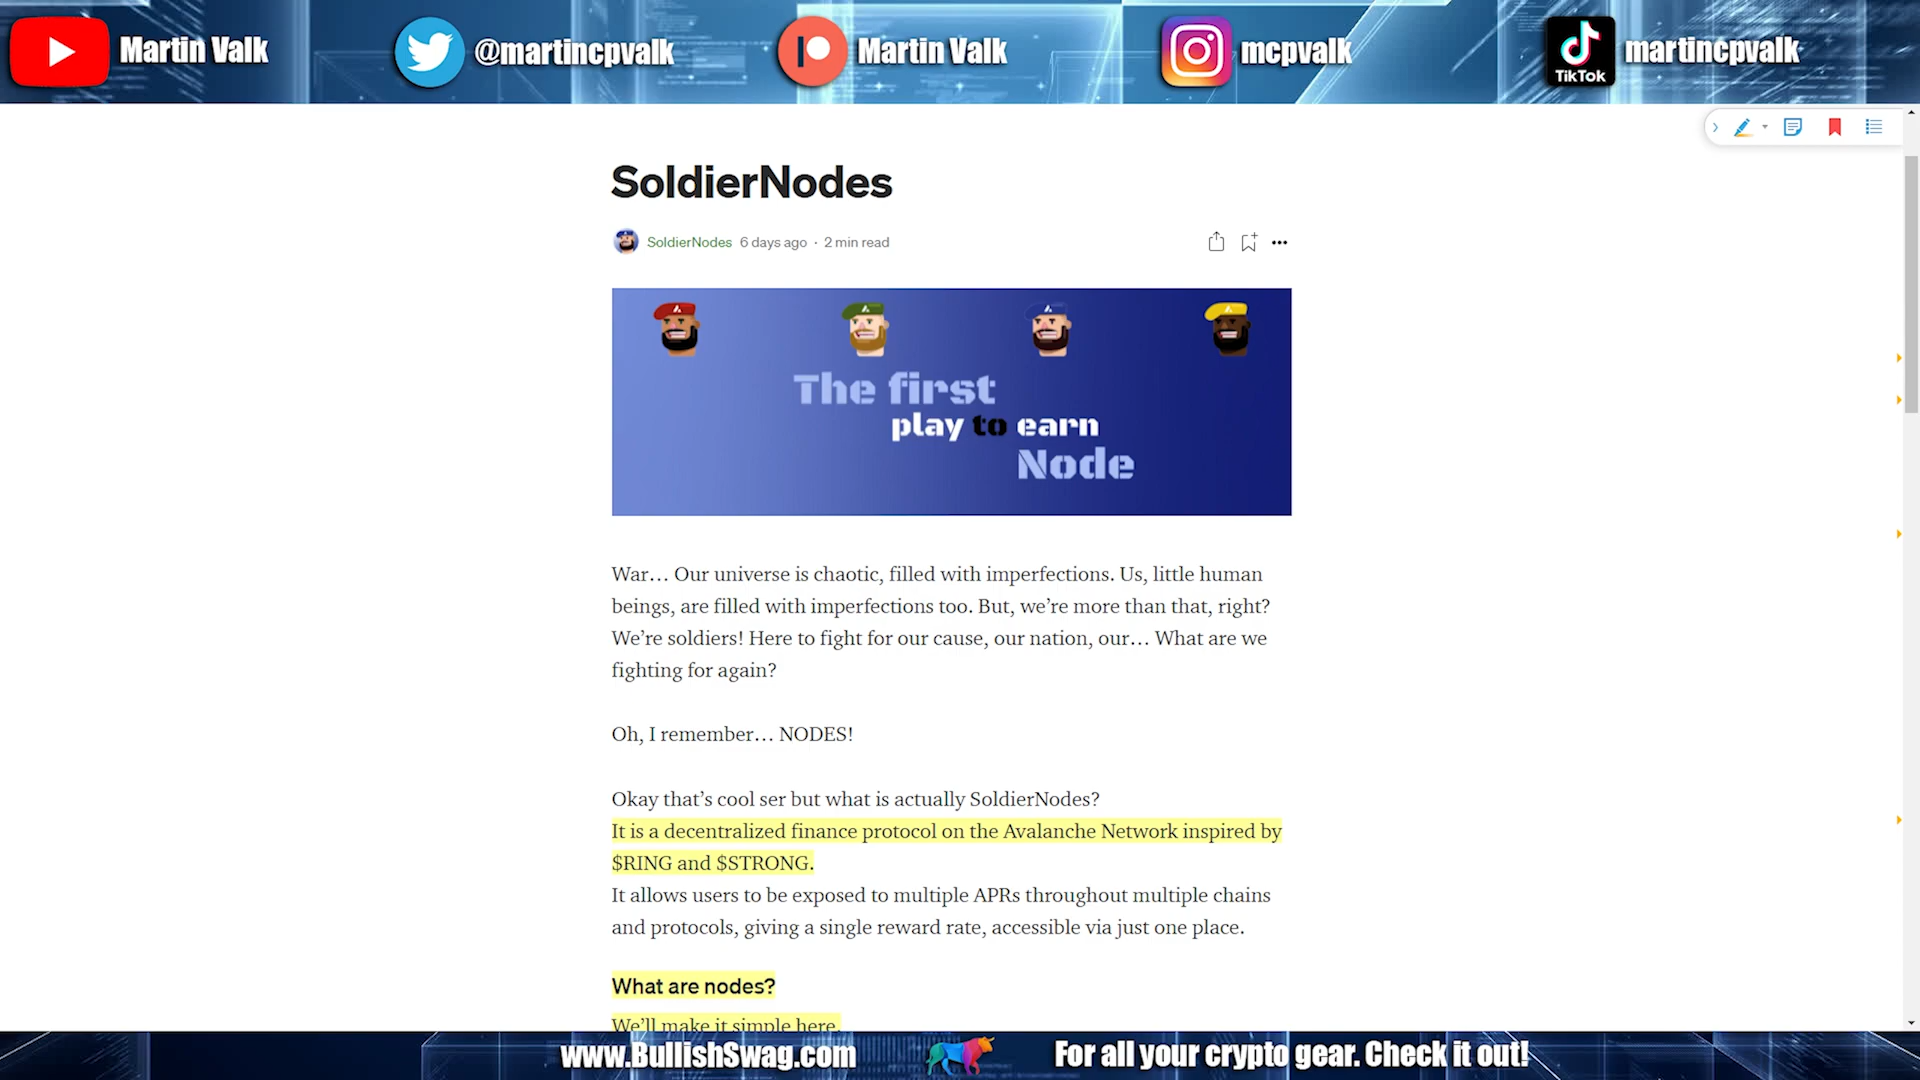 Martin Valk
@martincpvalk
Martin Valk
mcpvalk
TikTok
martincpvalk
SoldierNodes
SoldierNodes 6 days ago · 2 min read
The first
play to earn
Node
War… Our universe is chaotic, filled with imperfections. Us, little human
beings, are filled with imperfections too. But, we’re more than that, right?
We’re soldiers! Here to fight for our cause, our nation, our… What are we
fighting for again?
Oh, I remember… NODES!
Okay that’s cool ser but what is actually SoldierNodes?
It is a decentralized finance protocol on the Avalanche Network inspired by
$RING and $STRONG.
It allows users to be exposed to multiple APRs throughout multiple chains
and protocols, giving a single reward rate, accessible via just one place.
What are nodes?
We’ll make it simple here.
www.BullishSwag.com
For all your crypto gear. Check it out!